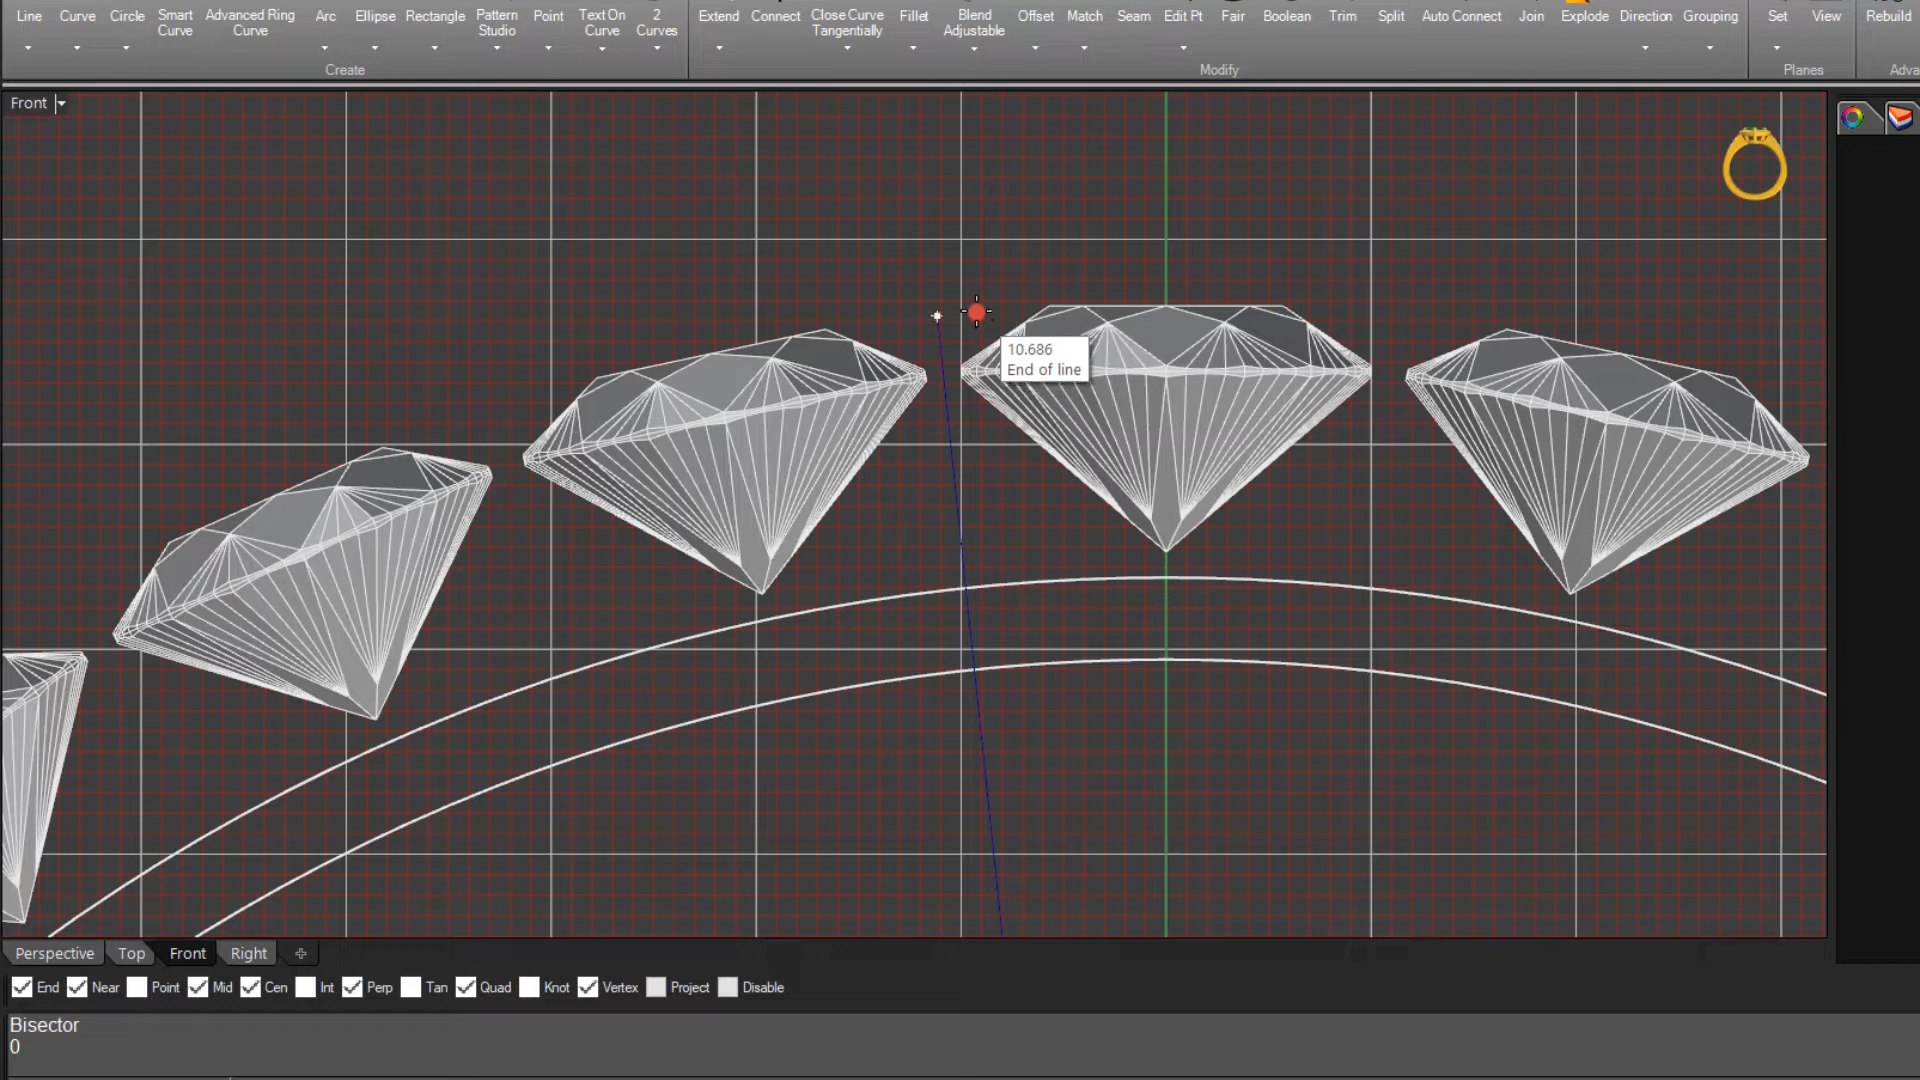 Line Curve Circle Smart Curve Advanced Ring Curve Arc Ellipse Rectangle Pattern Studio Point Text On Curve 2 Curves Extend Connect Close Curve Tangentially Fillet Blend Adjustable Offset Match Seam Edit Pt Fair Boolean Trim Split Auto Connect Join Explode Direction Grouping Set View Rebuild
Create Modify Planes Adva
Front
10.686
End of line
Perspective Top Front Right
End Near Point Mid Cen Int Perp Tan Quad Knot Vertex Project Disable
Bisector
0